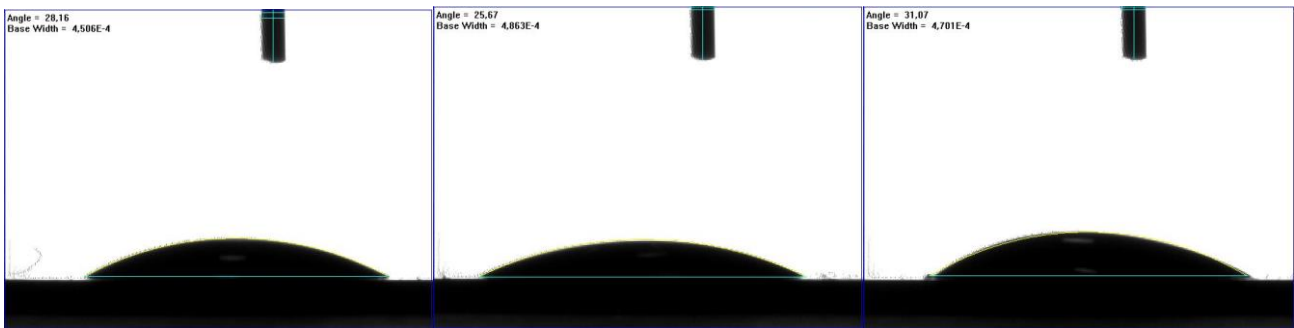 Angle = 28,16
Base Width = 4,506E-4
Angle = 25,67
Base Width = 4,863E-4
Angle = 31,07
Base Width = 4,701E-4